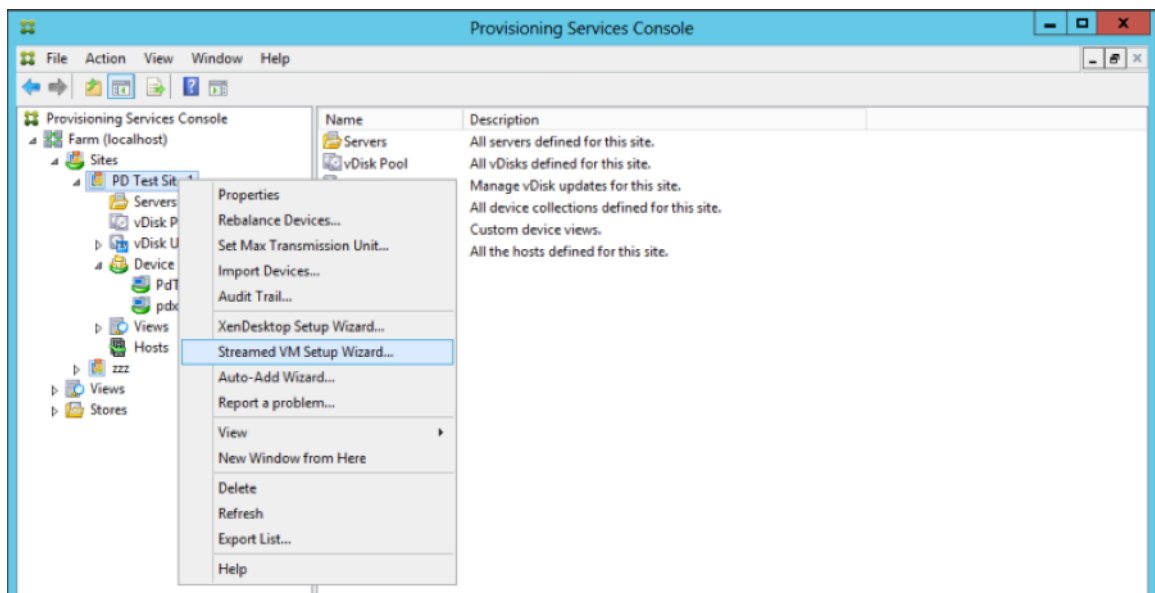 Provisioning Services Console
File Action View Window Help
Provisioning Services Console
Farm (localhost)
Sites
PD Test Sit
Servers
vDisk P
vDisk U
Device
PdT
pdx
Views
Hosts
zzz
Views
Stores
Properties
Rebalance Devices...
Set Max Transmission Unit...
Import Devices...
Audit Trail...
XenDesktop Setup Wizard...
Streamed VM Setup Wizard...
Auto-Add Wizard...
Report a problem...
View
New Window from Here
Delete
Refresh
Export List...
Help
Name Description
Servers All servers defined for this site.
vDisk Pool All vDisks defined for this site.
Manage vDisk updates for this site.
All device collections defined for this site.
Custom device views.
All the hosts defined for this site.